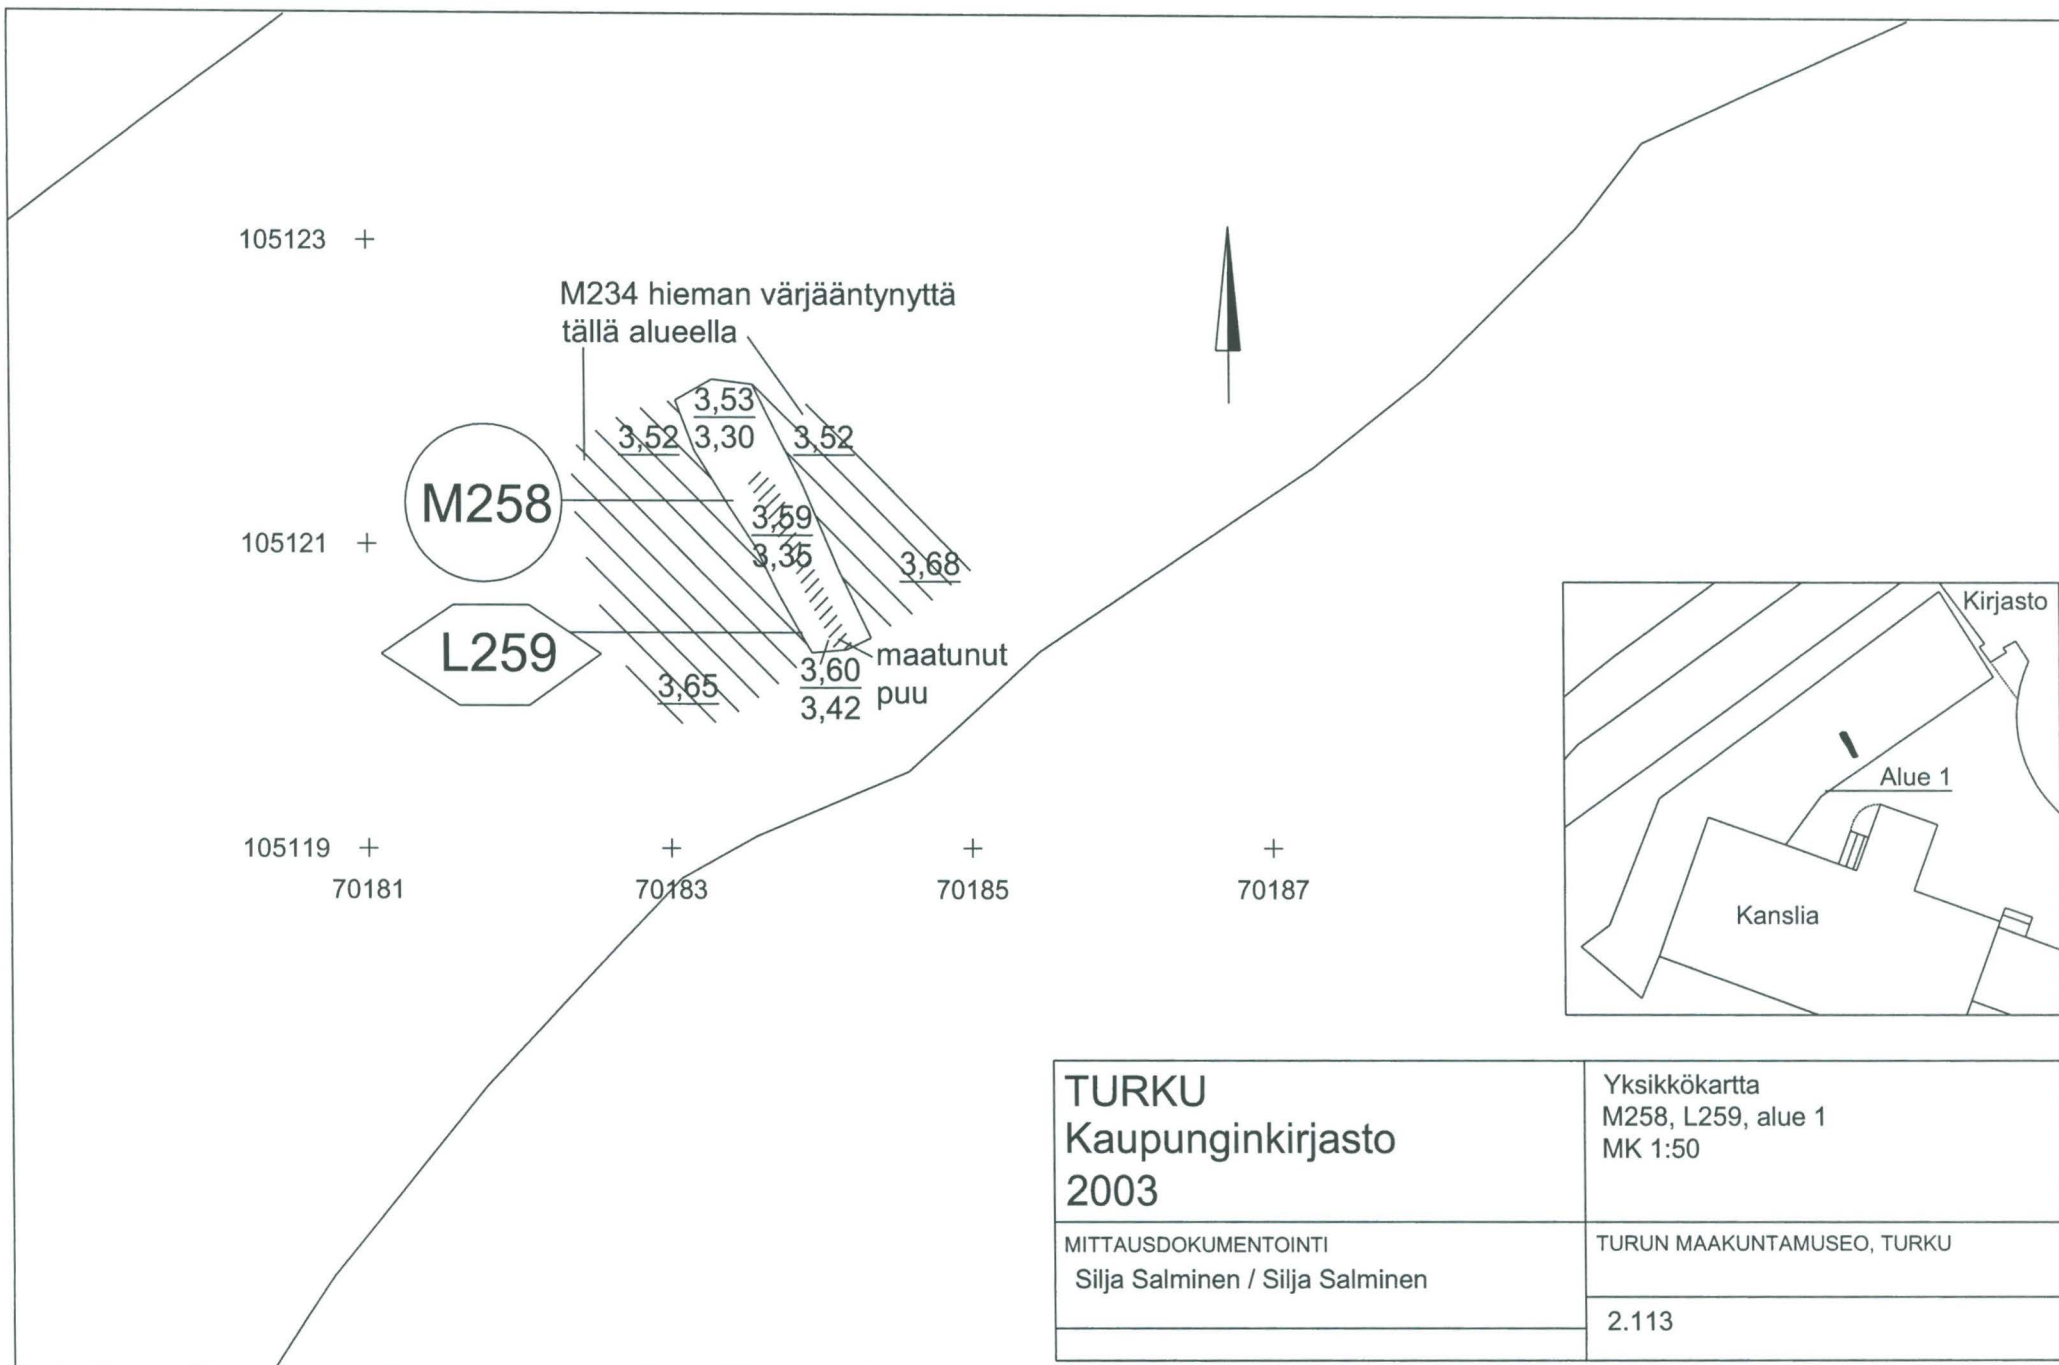 105123
M234 hieman värjääntynyttä
tällä alueella
3,53
3,30
3,52
3,52
M258
3,59
3,35
105121
3,68
L259
maatunut
puu
3,60
3,42
3,65
105119
70181
70183
70185
70187
Kirjasto
Alue 1
Kanslia
TURKU
Kaupunginkirjasto
2003
Yksikkökartta
M258, L259, alue 1
MK 1:50
MITTAUSDOKUMENTOINTI
Silja Salminen / Silja Salminen
TURUN MAAKUNTAMUSEO, TURKU
2.113